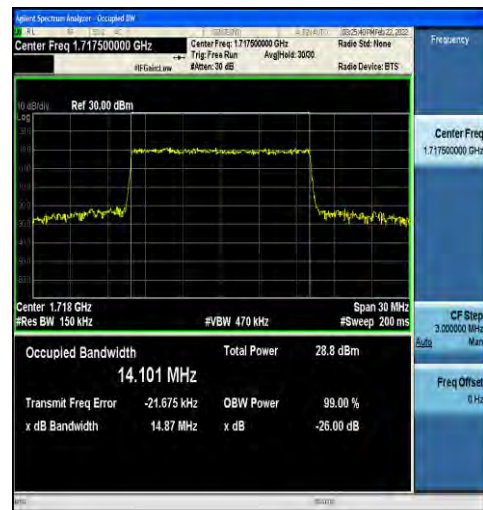 Agilent Spectrum Analyzer - Occupied BW
Center Freq 1.717500000 GHz
Center Freq: 1.717500000 GHz
Radio Std: None
Trig: Free Run
Avg|Hold: 30/30
#IFGain:Low
#Atten: 30 dB
Radio Device: BTS
10 dB/div
Ref 30.00 dBm
Log
Center 1.718 GHz
Span 30 MHz
#Res BW 150 kHz
#VBW 470 kHz
#Sweep 200 ms
Occupied Bandwidth
Total Power
28.8 dBm
14.101 MHz
Transmit Freq Error
-21.675 kHz
OBW Power
99.00 %
x dB Bandwidth
14.87 MHz
x dB
-26.00 dB
Frequency
Center Freq
1.717500000 GHz
CF Step
3.000000 MHz
Auto
Man
Freq Offset
0 Hz